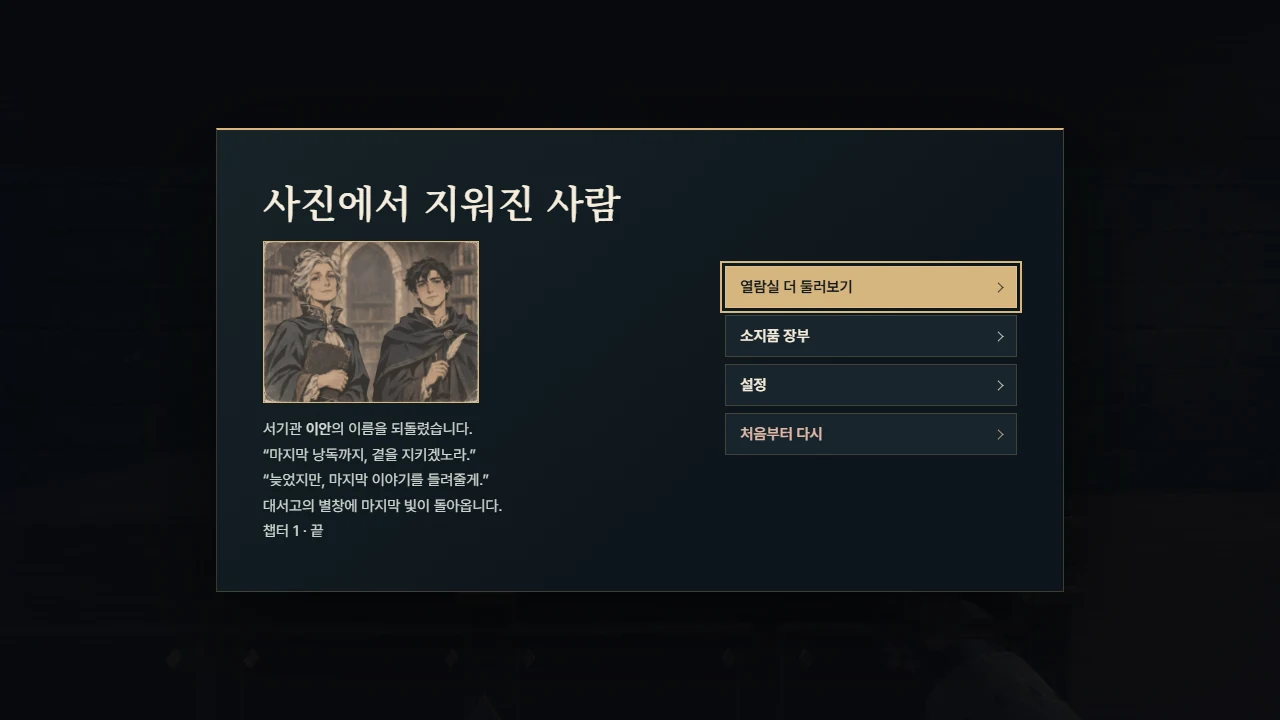 사진에서 지워진 사람
서기관 이안의 이름을 되돌렸습니다.
“마지막 낭독까지, 곁을 지키겠노라.”
“늦었지만, 마지막 이야기를 들려줄게.”
대서고의 별창에 마지막 빛이 돌아옵니다.
챕터 1 · 끝
열람실 더 둘러보기
소지품 장부
설정
처음부터 다시